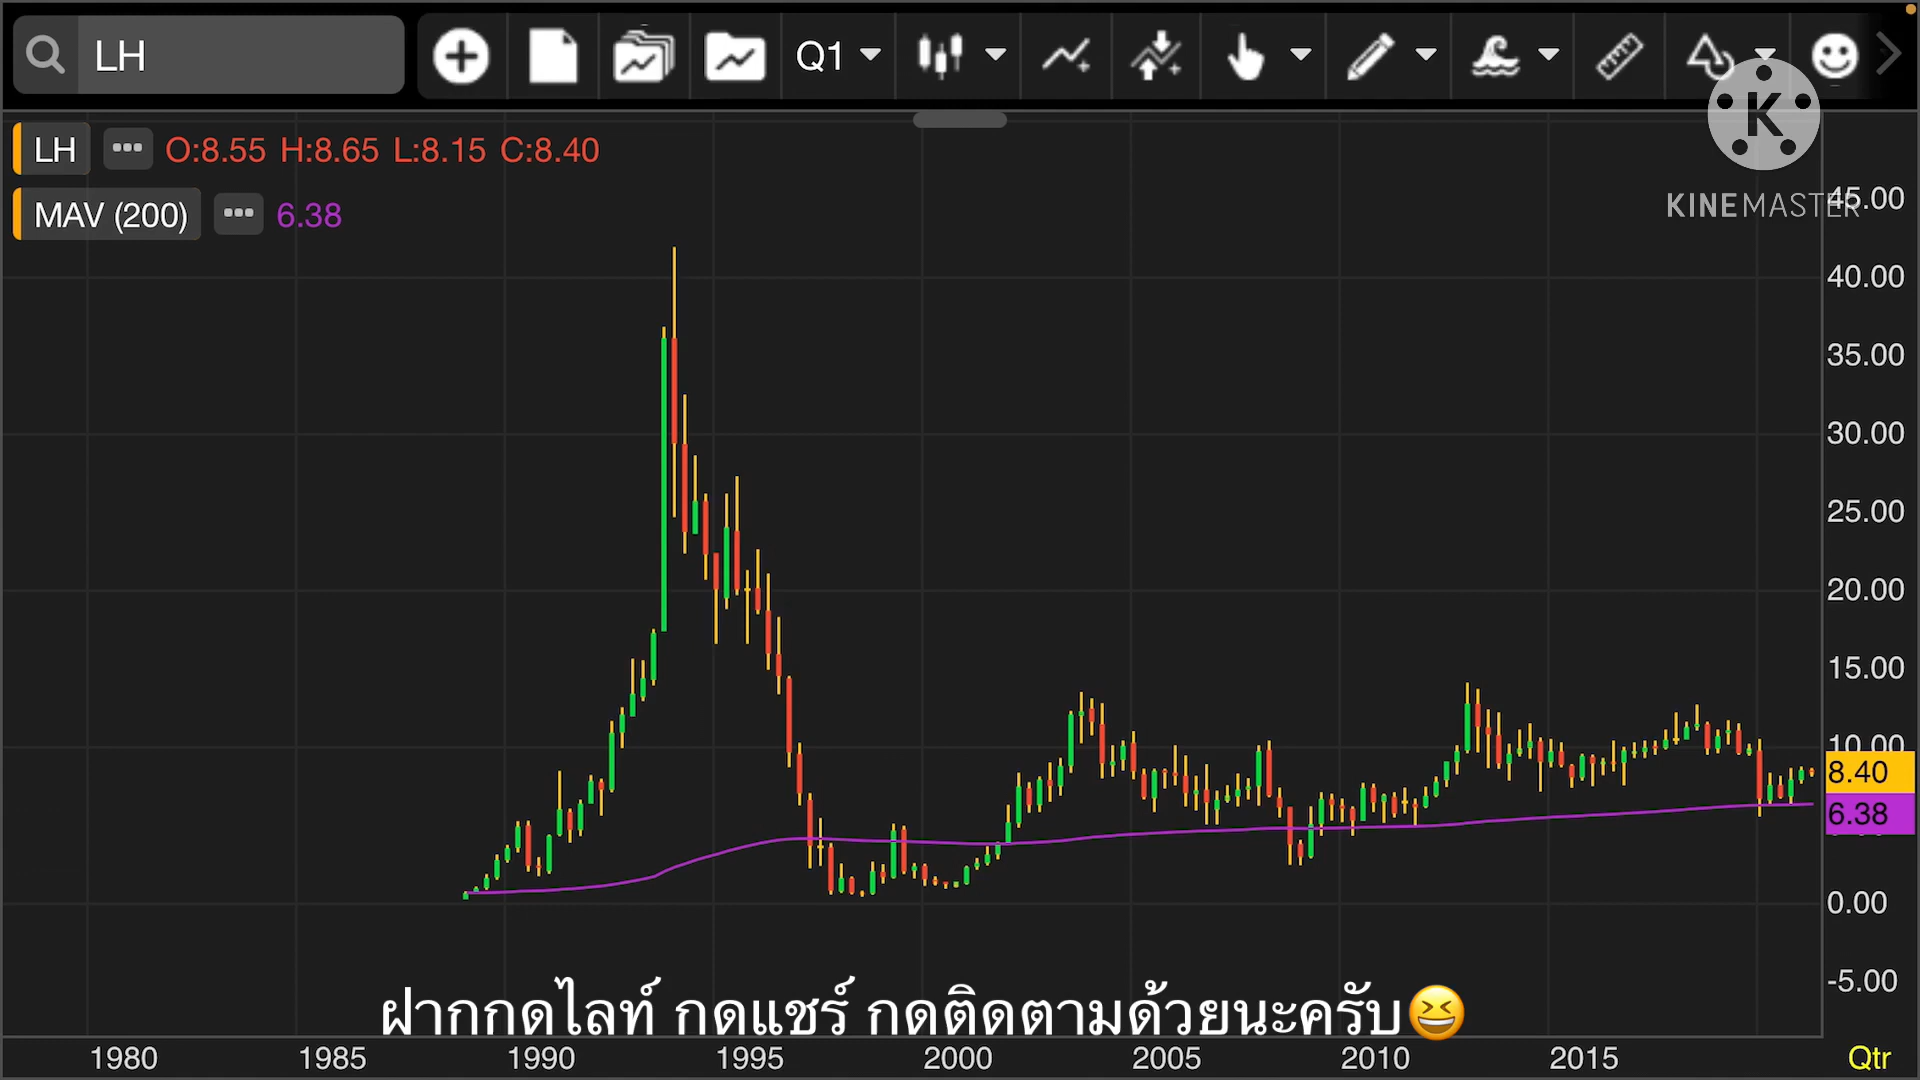 LH
Q1
K
KINEMASTER
LH ••• O:8.55 H:8.65 L:8.15 C:8.40
MAV (200) ••• 6.38
45.00
40.00
35.00
30.00
25.00
20.00
15.00
10.00
8.40
6.38
0.00
-5.00
ฝากกดไลท์ กดแชร์ กดติดตามด้วยนะครับ😆
1980 1985 1990 1995 2000 2005 2010 2015 Qtr